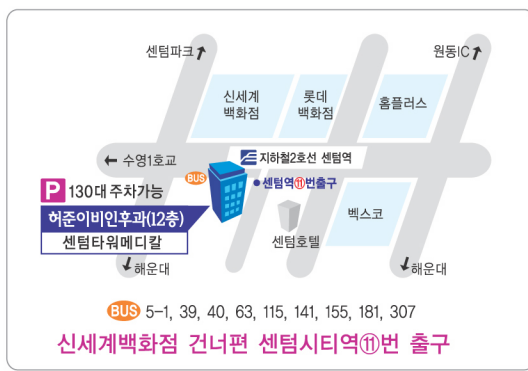 센텀파크
원동IC
신세계
백화점
롯데
백화점
홈플러스
수영1호교
지하철2호선 센텀역
BUS
센텀역⑪번출구
P 130대 주차가능
허준이비인후과(12층)
센텀타워메디칼
벡스코
센텀호텔
해운대
해운대
BUS 5-1, 39, 40, 63, 115, 141, 155, 181, 307
신세계백화점 건너편 센텀시티역⑪번 출구